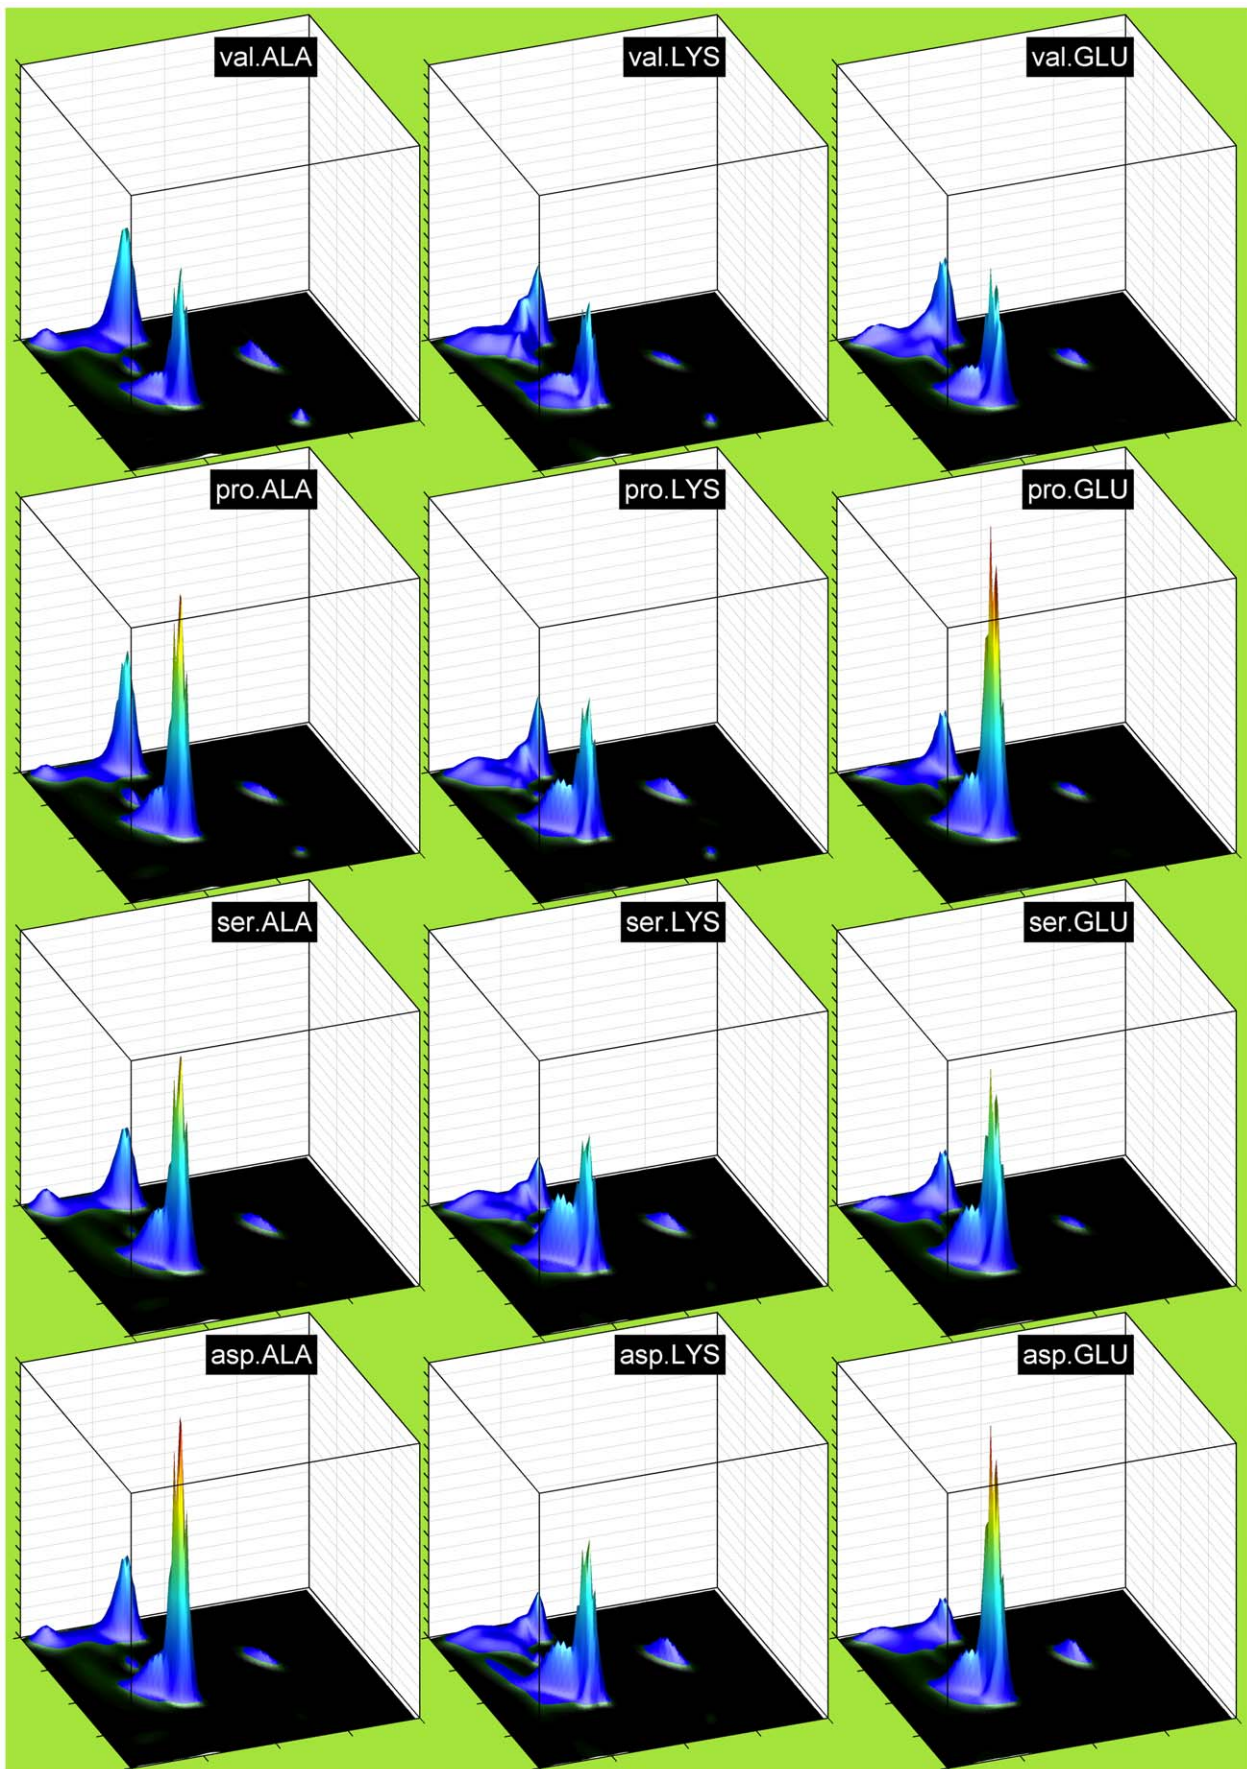 val.ALA
val.LYS
val.GLU
pro.ALA
pro.LYS
pro.GLU
ser.ALA
ser.LYS
ser.GLU
asp.ALA
asp.LYS
asp.GLU